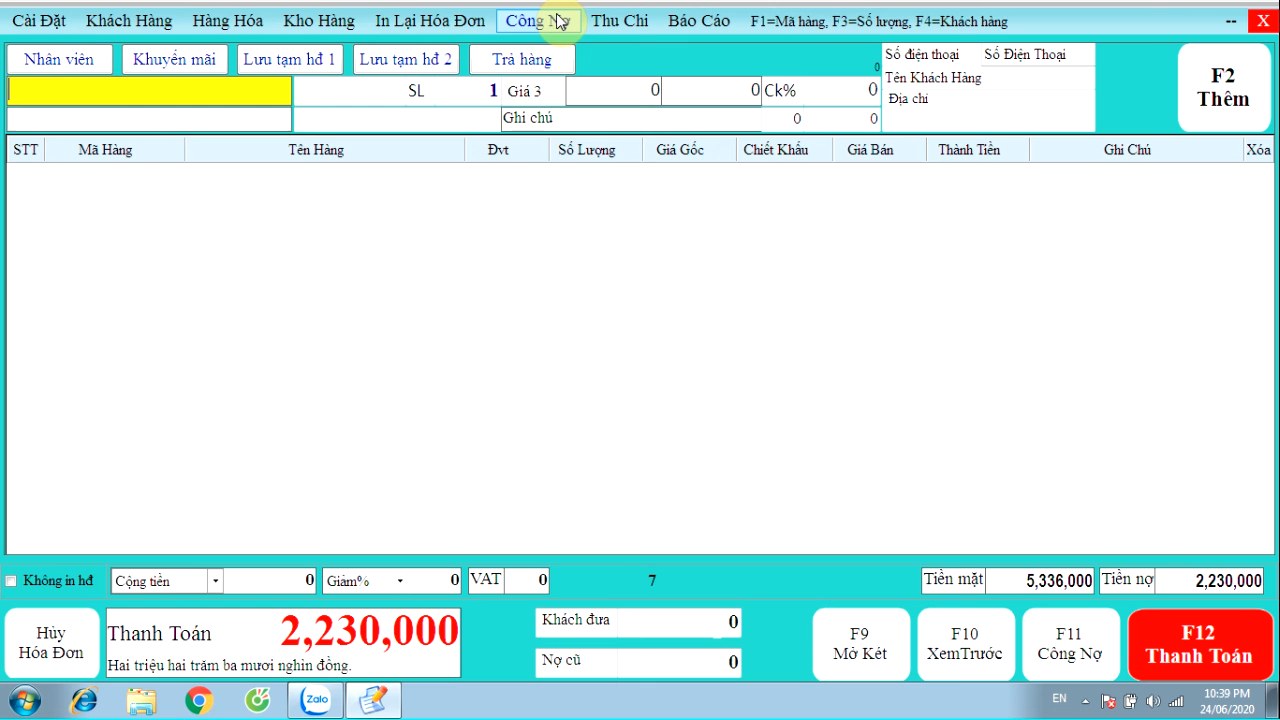 Cài Đặt Khách Hàng Hàng Hóa Kho Hàng In Lại Hóa Đơn Công Nợ Thu Chi Báo Cáo F1=Mã hàng, F3=Số lượng, F4=Khách hàng -- X
Nhân viên Khuyến mãi Lưu tạm hđ 1 Lưu tạm hđ 2 Trả hàng 0 Số điện thoại Số Điện Thoại
Tên Khách Hàng
Địa chỉ
F2
Thêm
SL 1 Giá 3 0 0 Ck% 0
Ghi chú 0 0
STT Mã Hàng Tên Hàng Đvt Số Lượng Giá Gốc Chiết Khấu Giá Bán Thành Tiền Ghi Chú Xóa
Không in hđ Cộng tiền 0 Giảm% 0 VAT 0 7 Tiền mặt 5,336,000 Tiền nợ 2,230,000
Hủy
Hóa Đơn
Thanh Toán 2,230,000
Hai triệu hai trăm ba mươi nghìn đồng.
Khách đưa 0
Nợ cũ 0
F9
Mở Két
F10
XemTrước
F11
Công Nợ
F12
Thanh Toán
Zalo
EN
10:39 PM
24/06/2020